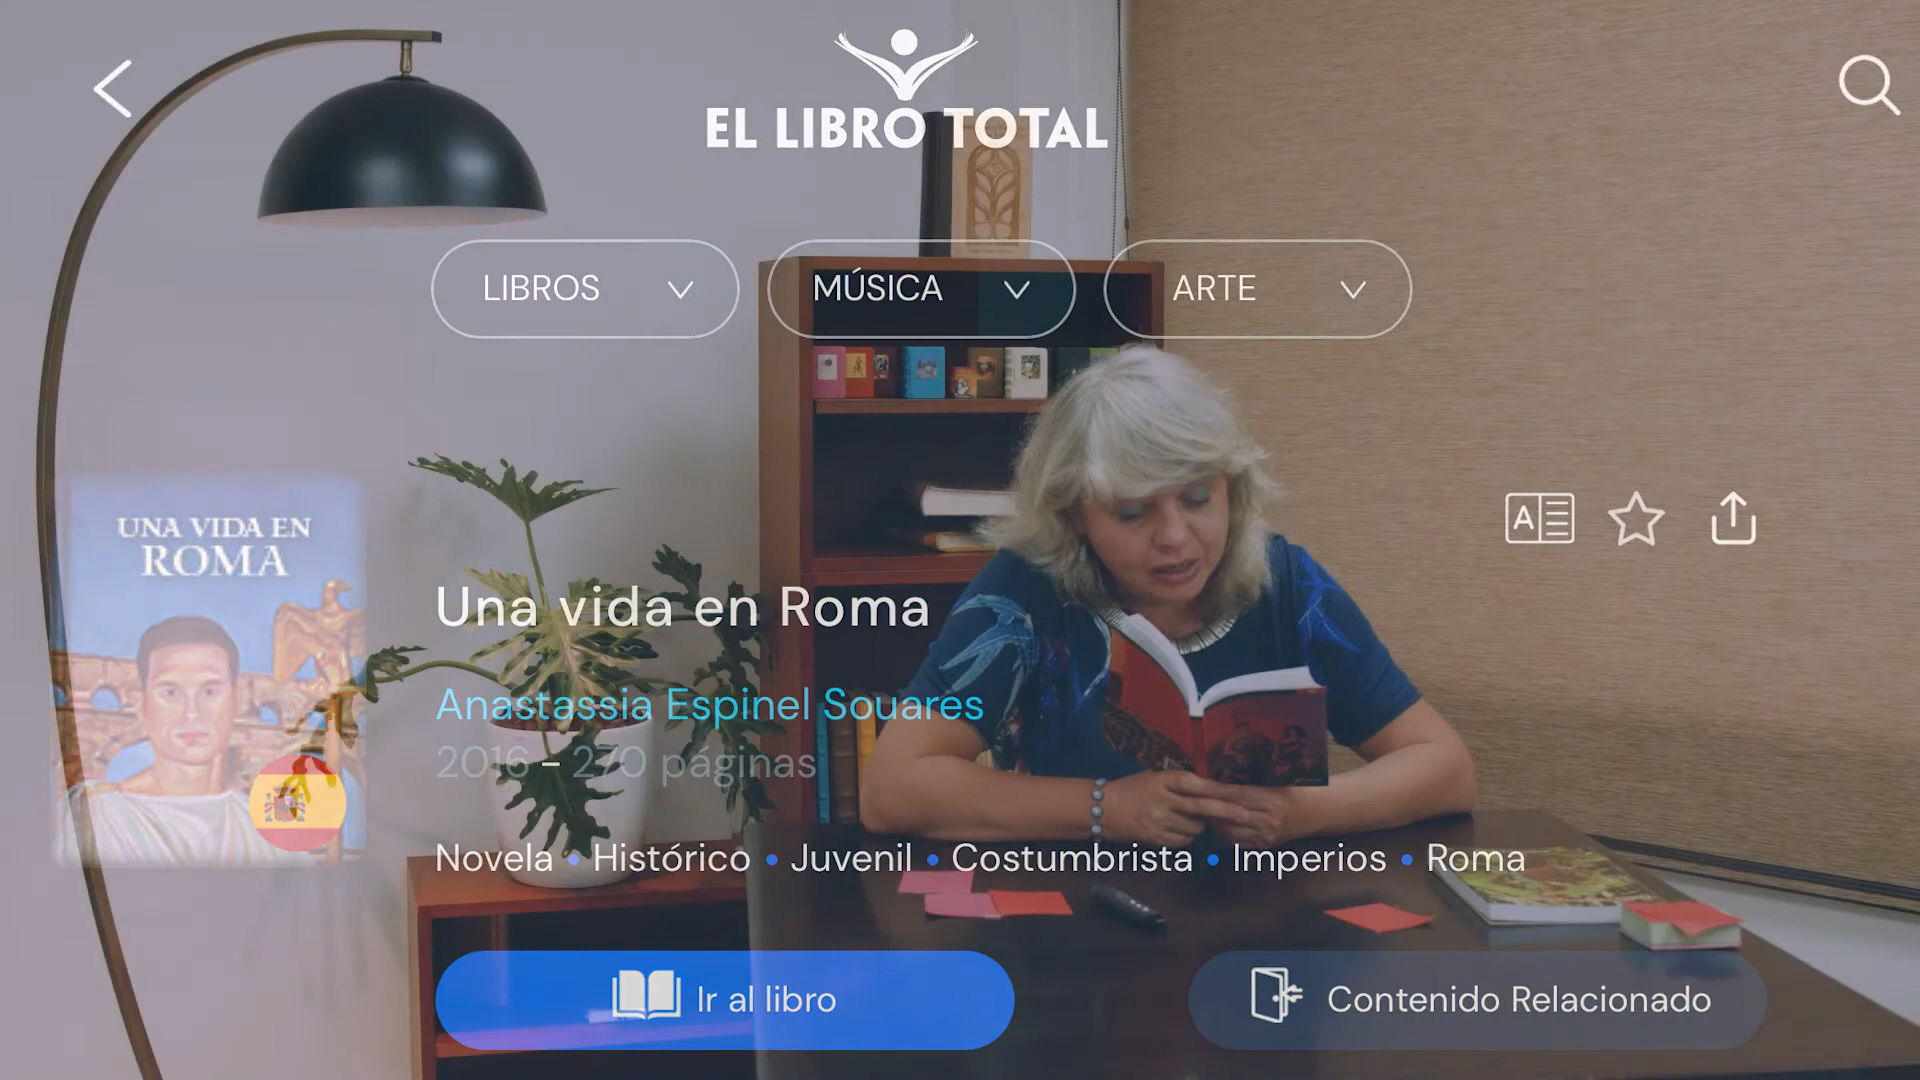 EL LIBRO TOTAL
LIBROS
MÚSICA
ARTE
A
UNA VIDA EN
ROMA
Una vida en Roma
Anastassia Espinel Souares
2016 - 270 páginas
Novela • Histórico • Juvenil • Costumbrista • Imperios • Roma
Ir al libro
Contenido Relacionado